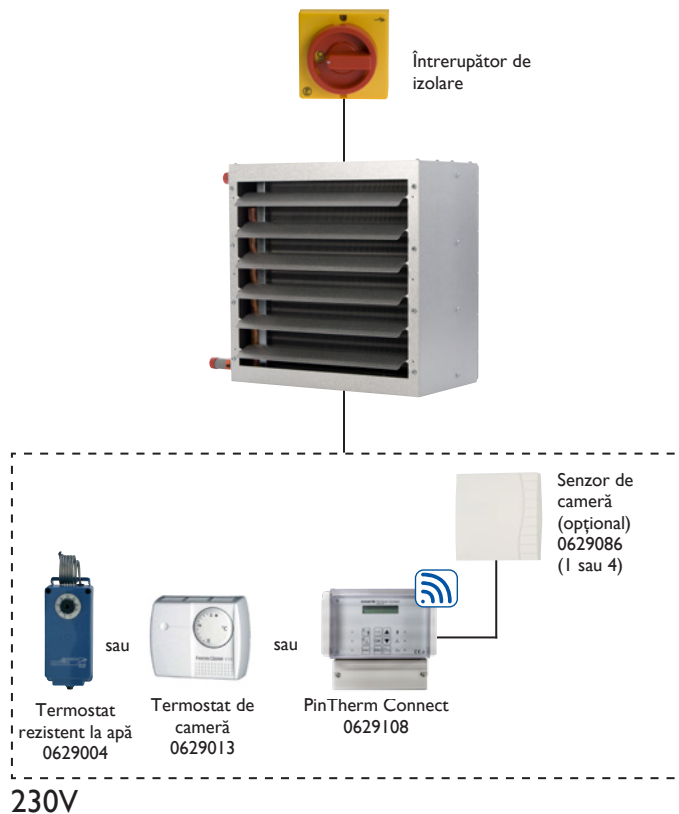 Întrerupător de
izolare
Senzor de
cameră
(opțional)
0629086
(1 sau 4)
sau
sau
Termostat
rezistent la apă
0629004
Termostat de
cameră
0629013
PinTherm Connect
0629108
230V